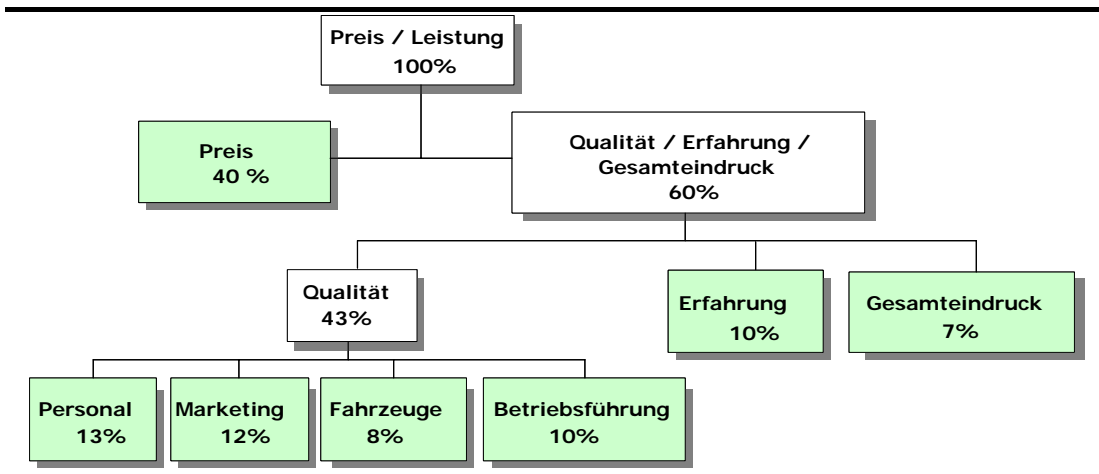 Preis / Leistung
100%
Preis
40 %
Qualität / Erfahrung /
Gesamteindruck
60%
Qualität
43%
Erfahrung
10%
Gesamteindruck
7%
Personal
13%
Marketing
12%
Fahrzeuge
8%
Betriebsführung
10%